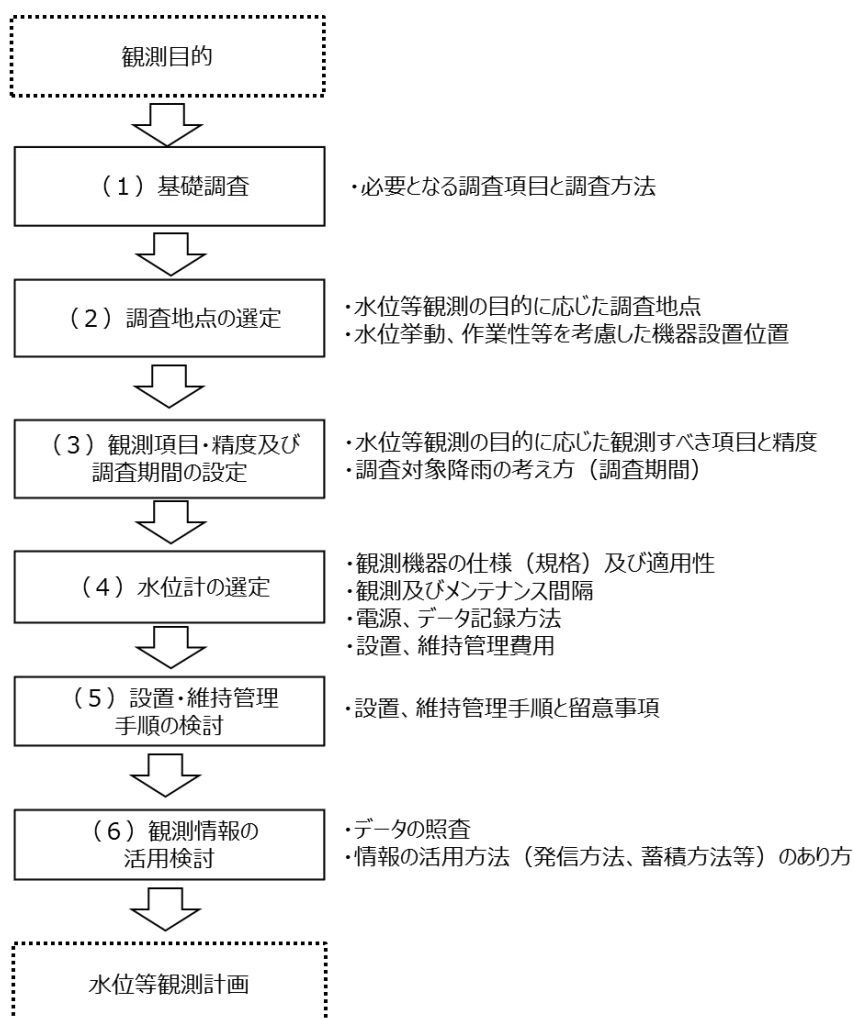 観測目的
（１）基礎調査
・必要となる調査項目と調査方法
（２）調査地点の選定
・水位等観測の目的に応じた調査地点
・水位挙動、作業性等を考慮した機器設置位置
（３）観測項目・精度及び
調査期間の設定
・水位等観測の目的に応じた観測すべき項目と精度
・調査対象降雨の考え方（調査期間）
（４）水位計の選定
・観測機器の仕様（規格）及び適用性
・観測及びメンテナンス間隔
・電源、データ記録方法
・設置、維持管理費用
（５）設置・維持管理
手順の検討
・設置、維持管理手順と留意事項
（６）観測情報の
活用検討
・データの照査
・情報の活用方法（発信方法、蓄積方法等）のあり方
水位等観測計画